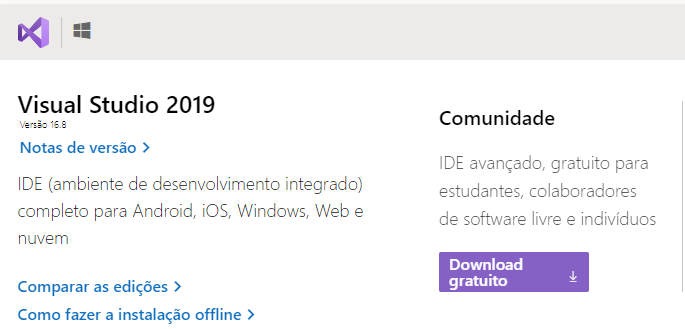 Visual Studio 2019
Versão 16.8
Notas de versão
IDE (ambiente de desenvolvimento integrado)
completo para Android, iOS, Windows, Web e
nuvem
Comparar as edições
Como fazer a instalação offline
Comunidade
IDE avançado, gratuito para
estudantes, colaboradores
de software livre e indivíduos
Download
gratuito